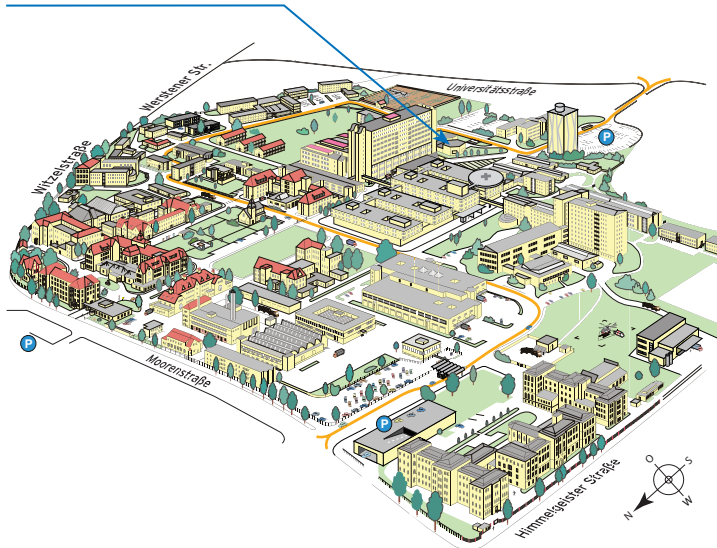 Werstener Str.
Universitätsstraße
Witzelstraße
P
P
Moorenstraße
P
Himmelgeister Straße
O
S
N
W